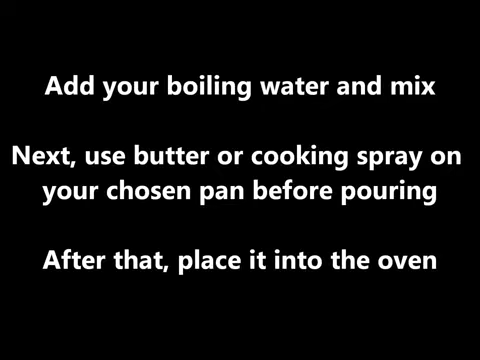 Add your boiling water and mix
Next, use butter or cooking spray on
your chosen pan before pouring
After that, place it into the oven